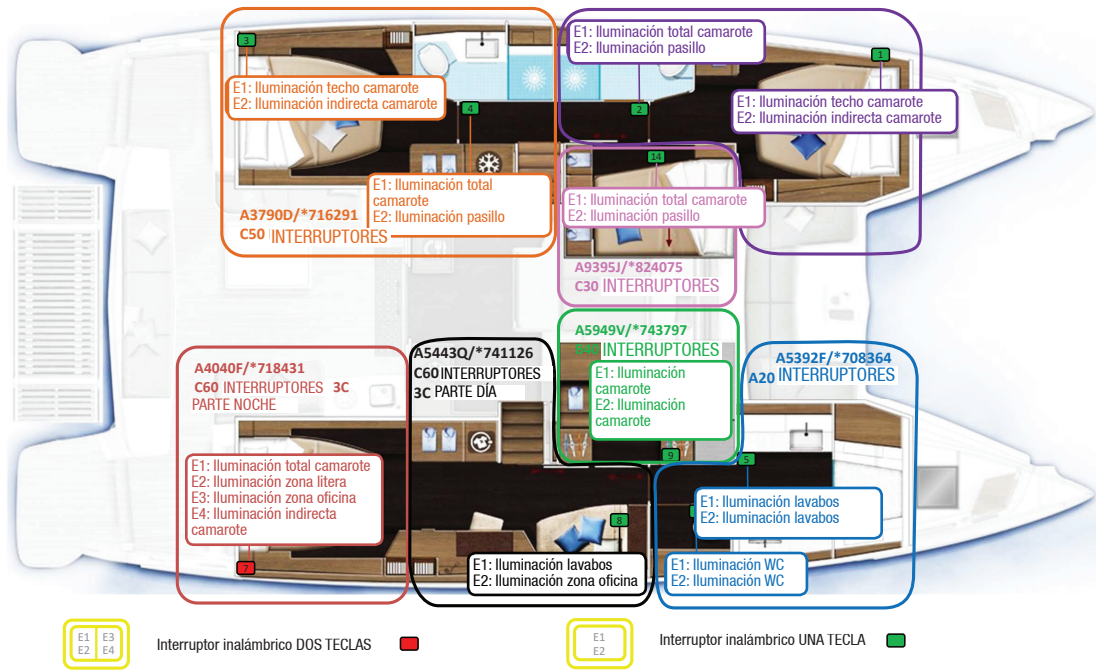 3
E1: Iluminación techo camarote
E2: Iluminación indirecta camarote
4
E1: Iluminación total
camarote
E2: Iluminación pasillo
A3790D/*716291
C50 INTERRUPTORES
E1: Iluminación total camarote
E2: Iluminación pasillo
2
1
E1: Iluminación techo camarote
E2: Iluminación indirecta camarote
14
E1: Iluminación total camarote
E2: Iluminación pasillo
A9395J/*824075
C30 INTERRUPTORES
A5949V/*743797
INTERRUPTORES
E1: Iluminación
camarote
E2: Iluminación
camarote
9
A4040F/*718431
C60 INTERRUPTORES 3C
PARTE NOCHE
E1: Iluminación total camarote
E2: Iluminación zona litera
E3: Iluminación zona oficina
E4: Iluminación indirecta
camarote
7
A5443Q/*741126
C60 INTERRUPTORES
3C PARTE DÍA
8
E1: Iluminación lavabos
E2: Iluminación zona oficina
A5392F/*708364
A20 INTERRUPTORES
5
E1: Iluminación lavabos
E2: Iluminación lavabos
E1: Iluminación WC
E2: Iluminación WC
E1 E3
E2 E4
Interruptor inalámbrico DOS TECLAS
E1
E2
Interruptor inalámbrico UNA TECLA